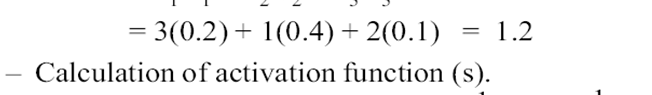 = 3(0.2) + 1(0.4) + 2(0.1) = 1.2
– Calculation of activation function (s).